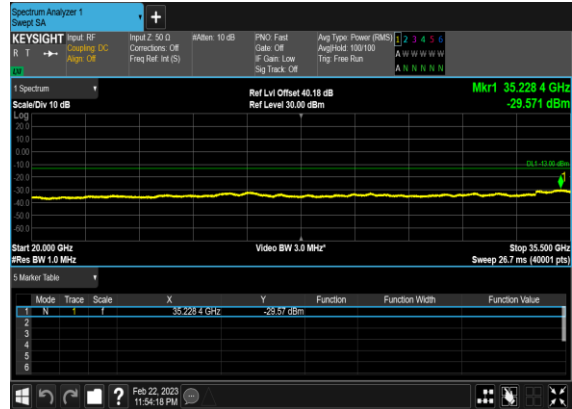 Spectrum Analyzer 1
Swept SA
KEYSIGHT Input: RF Input Z: 50 Ω #Atten: 10 dB PNO: Fast Avg Type: Power (RMS) 1 2 3 4 5 6
R T Coupling: DC Corrections: Off Gate: Off Avg|Hold: 100/100 A W W W W W
Align: Off Freq Ref: Int (S) IF Gain: Low Trig: Free Run
Sig Track: Off A N N N N N
1 Spectrum Ref Lvl Offset 40.18 dB Mkr1 35.228 4 GHz
Scale/Div 10 dB Ref Level 30.00 dBm -29.571 dBm
Log
20.0
10.0
0.00
-10.0 DL1 -13.00 dBm
-20.0 1
-30.0
-40.0
-50.0
-60.0
Start 20.000 GHz Video BW 3.0 MHz* Stop 35.500 GHz
#Res BW 1.0 MHz Sweep 26.7 ms (40001 pts)
5 Marker Table
Mode Trace Scale X Y Function Function Width Function Value
1 N 1 f 35.228 4 GHz -29.57 dBm
2
3
4
5
6
? Feb 22, 2023
11:54:18 PM